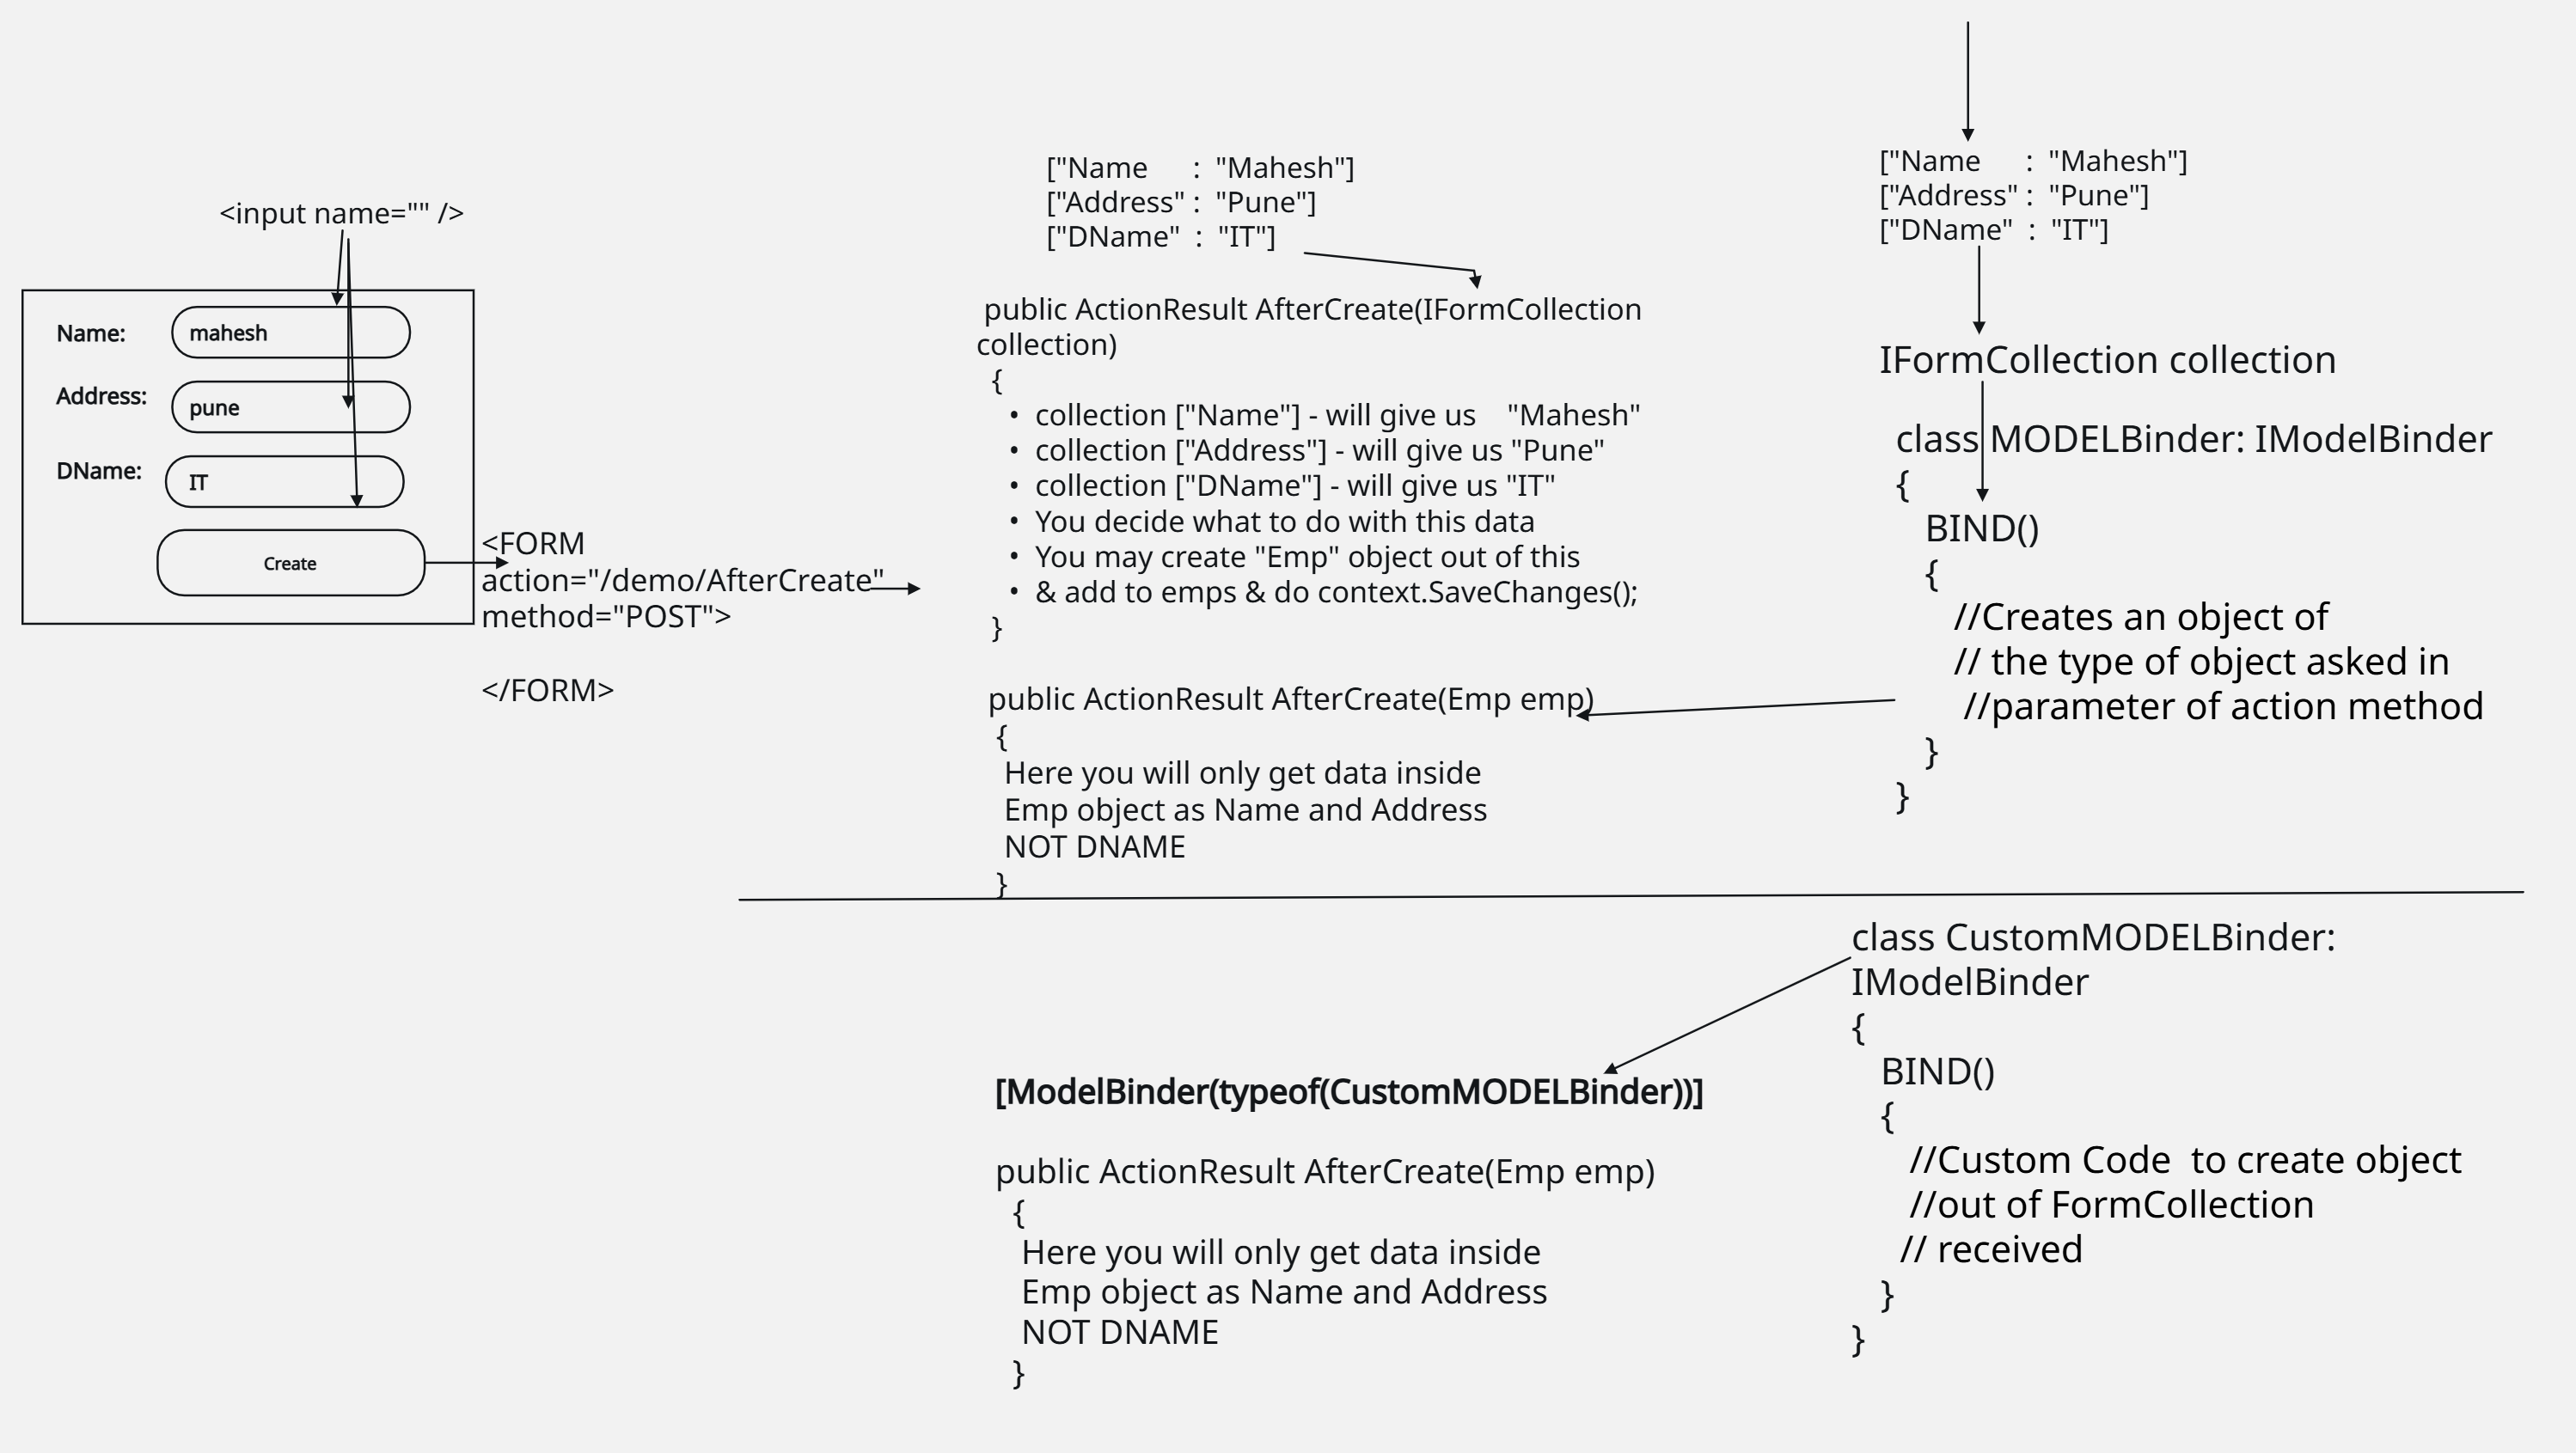 <input name="" />
Name:
mahesh
Address:
pune
DName:
IT
Create
<FORM
action="/demo/AfterCreate"
method="POST">
</FORM>
["Name      :  "Mahesh"]
["Address" :  "Pune"]
["DName"  :  "IT"]
public ActionResult AfterCreate(IFormCollection
collection)
{
• collection ["Name"] - will give us    "Mahesh"
• collection ["Address"] - will give us "Pune"
• collection ["DName"] - will give us "IT"
• You decide what to do with this data
• You may create "Emp" object out of this
• & add to emps & do context.SaveChanges();
}
public ActionResult AfterCreate(Emp emp)
{
Here you will only get data inside
Emp object as Name and Address
NOT DNAME
}
["Name      :  "Mahesh"]
["Address" :  "Pune"]
["DName"  :  "IT"]
IFormCollection collection
class MODELBinder: IModelBinder
{
BIND()
{
//Creates an object of
// the type of object asked in
//parameter of action method
}
}
[ModelBinder(typeof(CustomMODELBinder))]
public ActionResult AfterCreate(Emp emp)
{
Here you will only get data inside
Emp object as Name and Address
NOT DNAME
}
class CustomMODELBinder:
IModelBinder
{
BIND()
{
//Custom Code  to create object
//out of FormCollection
// received
}
}